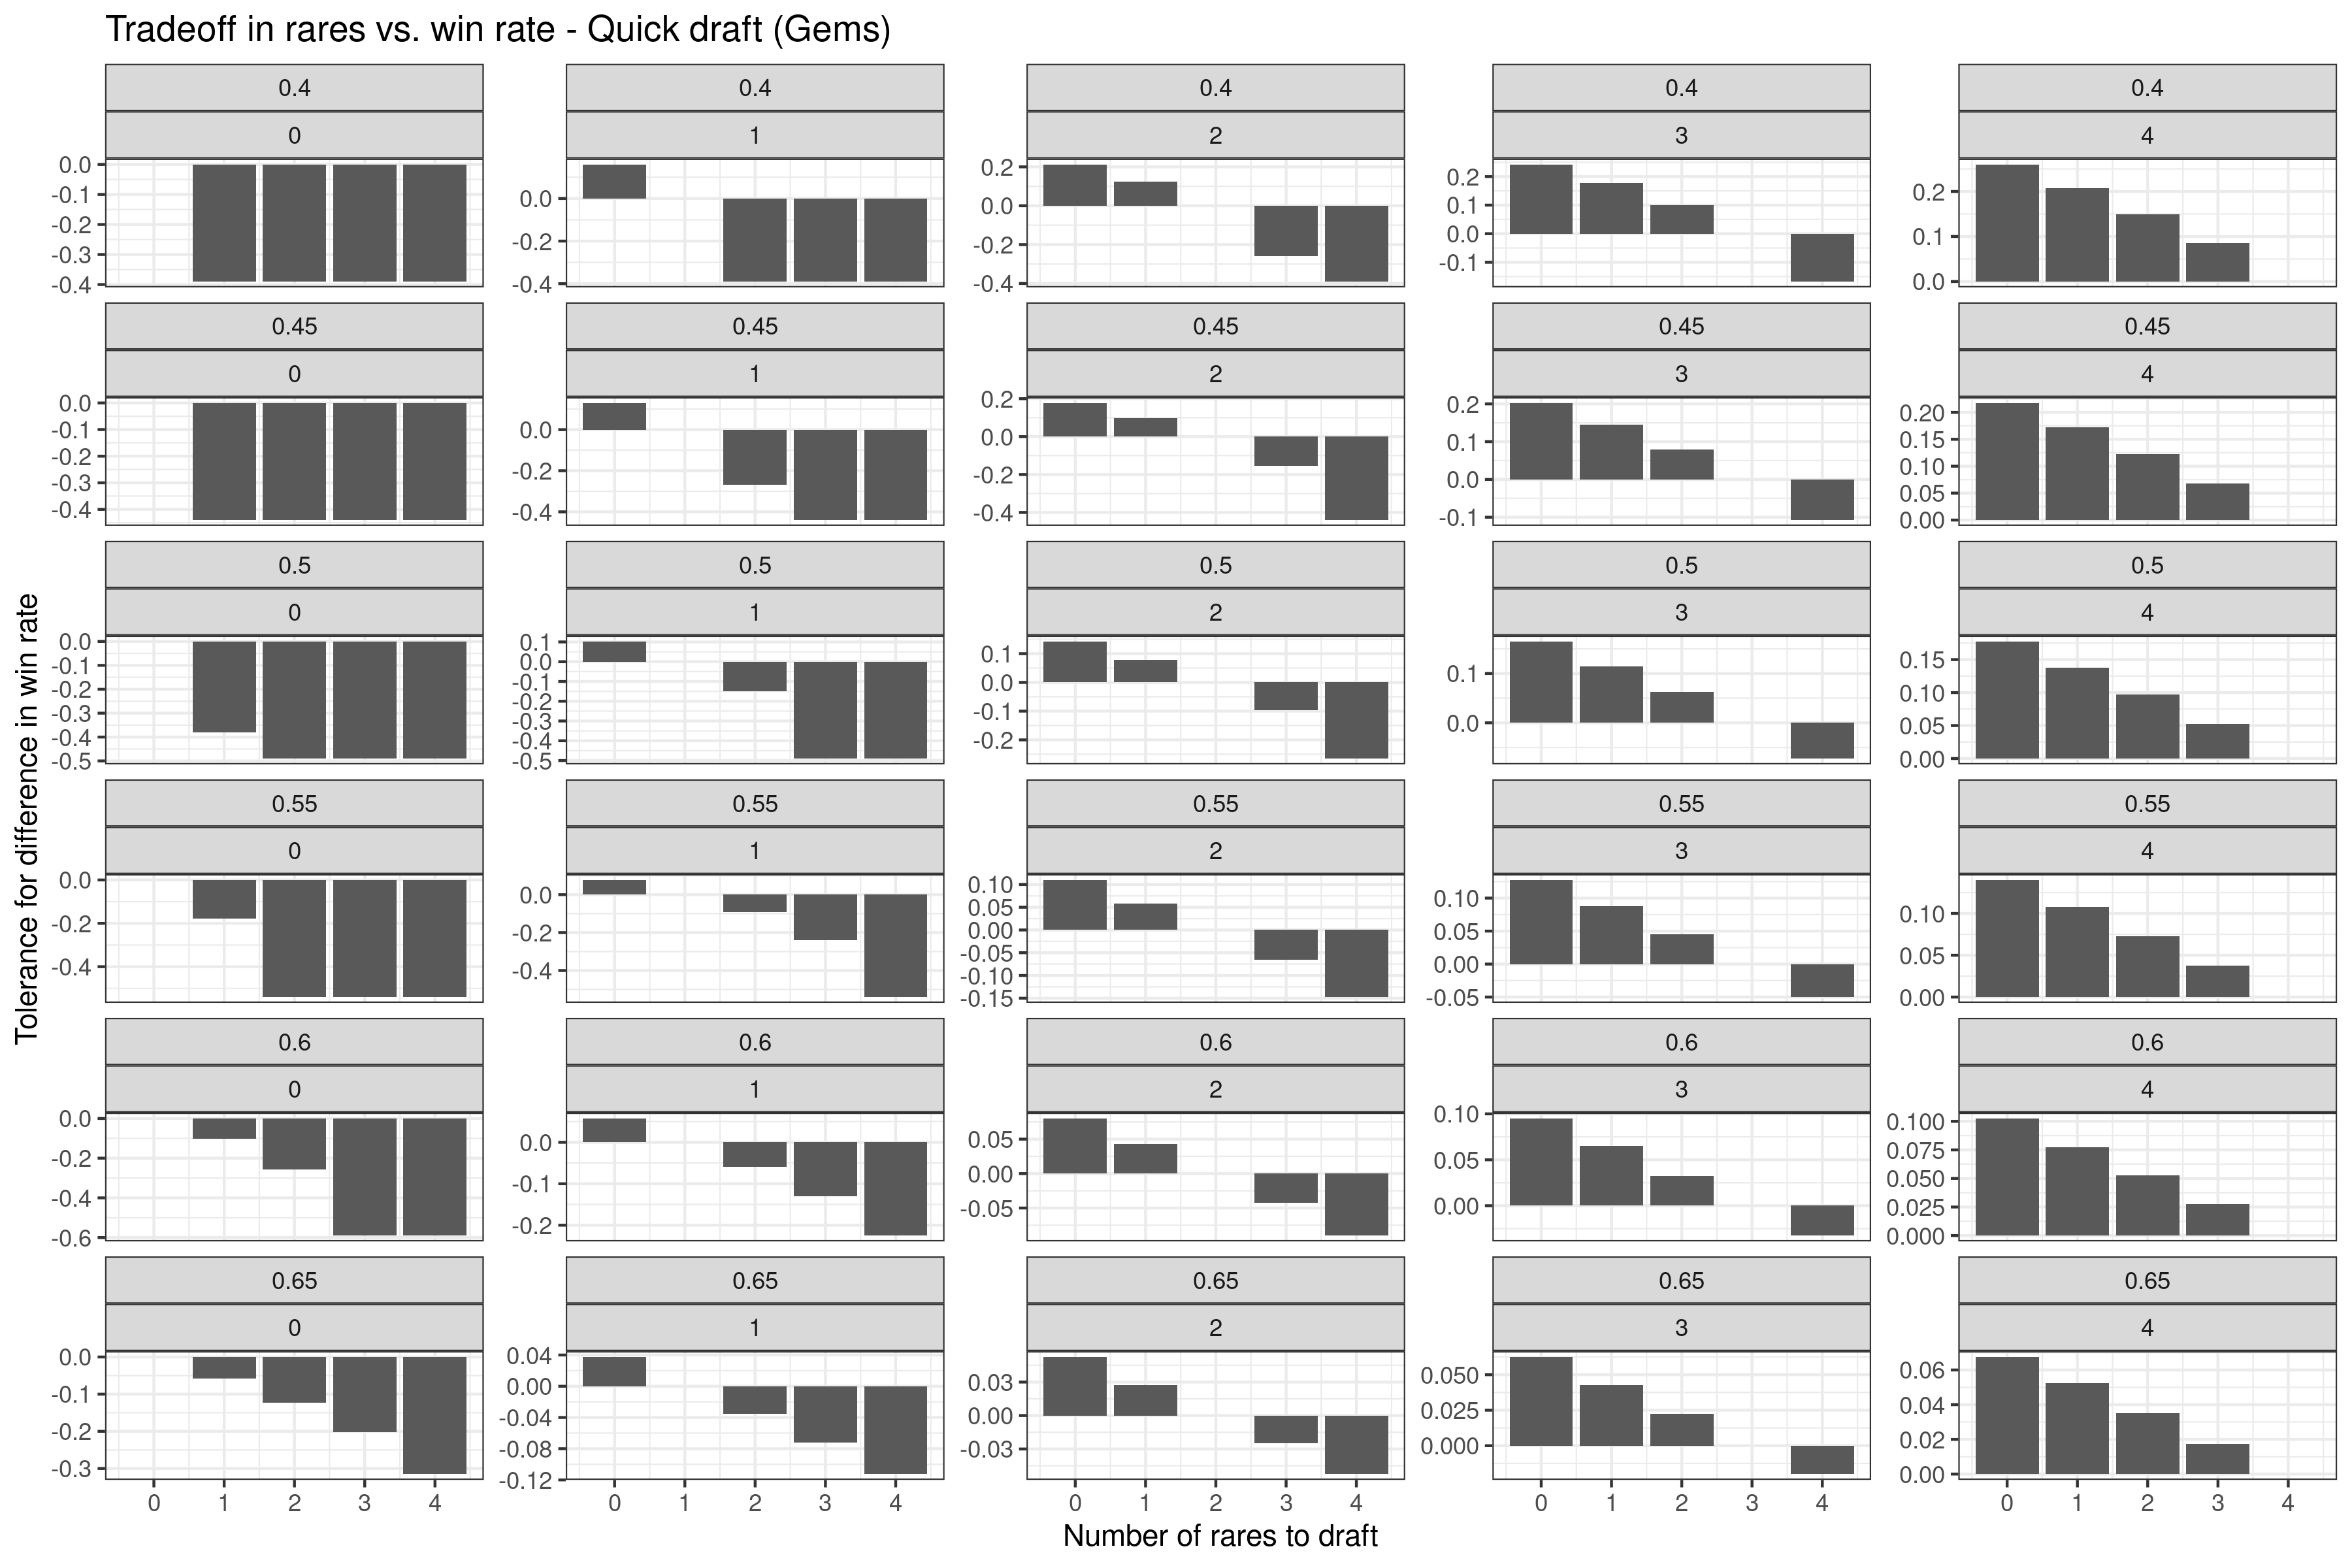 Tradeoff in rares vs. win rate - Quick draft (Gems)
0.4 0.4 0.4 0.4 0.4
0 1 2 3 4
0.0 -0.1 -0.2 -0.3 -0.4
0.0 -0.2 -0.4
0.2 0.0 -0.2 -0.4
0.2 0.1 0.0 -0.1
0.2 0.1 0.0
0.45 0.45 0.45 0.45 0.45
0 1 2 3 4
0.0 -0.1 -0.2 -0.3 -0.4
0.0 -0.2 -0.4
0.2 0.0 -0.2 -0.4
0.2 0.1 0.0 -0.1
0.20 0.15 0.10 0.05 0.00
0.5 0.5 0.5 0.5 0.5
0 1 2 3 4
0.0 -0.1 -0.2 -0.3 -0.4 -0.5
0.1 0.0 -0.1 -0.2 -0.3 -0.4 -0.5
0.1 0.0 -0.1 -0.2
0.1 0.0
0.15 0.10 0.05 0.00
0.55 0.55 0.55 0.55 0.55
0 1 2 3 4
0.0 -0.2 -0.4
0.0 -0.2 -0.4
0.10 0.05 0.00 -0.05 -0.10 -0.15
0.10 0.05 0.00 -0.05
0.10 0.05 0.00
0.6 0.6 0.6 0.6 0.6
0 1 2 3 4
0.0 -0.2 -0.4 -0.6
0.0 -0.1 -0.2
0.05 0.00 -0.05
0.10 0.05 0.00
0.100 0.075 0.050 0.025 0.000
0.65 0.65 0.65 0.65 0.65
0 1 2 3 4
0.0 -0.1 -0.2 -0.3
0.04 0.00 -0.04 -0.08 -0.12
0.03 0.00 -0.03
0.050 0.025 0.000
0.06 0.04 0.02 0.00
0 1 2 3 4 0 1 2 3 4 0 1 2 3 4 0 1 2 3 4 0 1 2 3 4
Number of rares to draft
Tolerance for difference in win rate